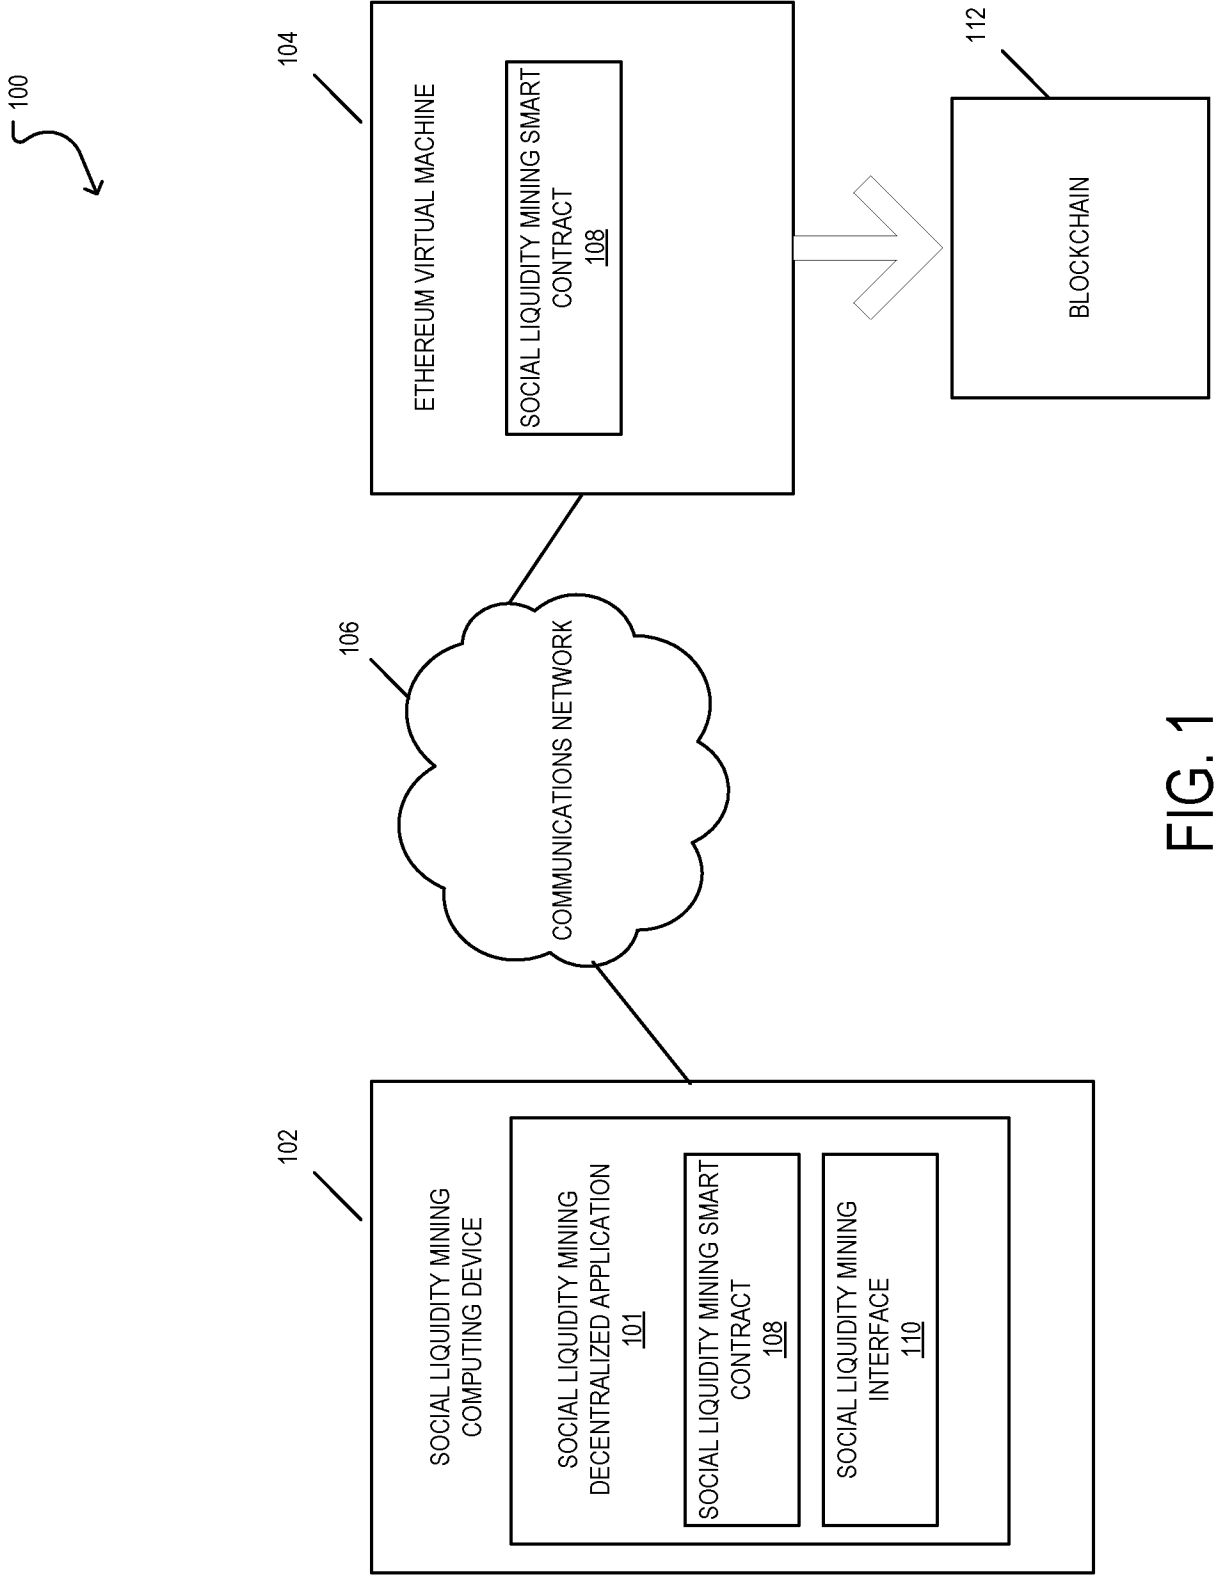 100
102
SOCIAL LIQUIDITY MINING
COMPUTING DEVICE
SOCIAL LIQUIDITY MINING
DECENTRALIZED APPLICATION
101
SOCIAL LIQUIDITY MINING SMART
CONTRACT
108
SOCIAL LIQUIDITY MINING
INTERFACE
110
106
COMMUNICATIONS NETWORK
104
ETHEREUM VIRTUAL MACHINE
SOCIAL LIQUIDITY MINING SMART
CONTRACT
108
112
BLOCKCHAIN
FIG. 1